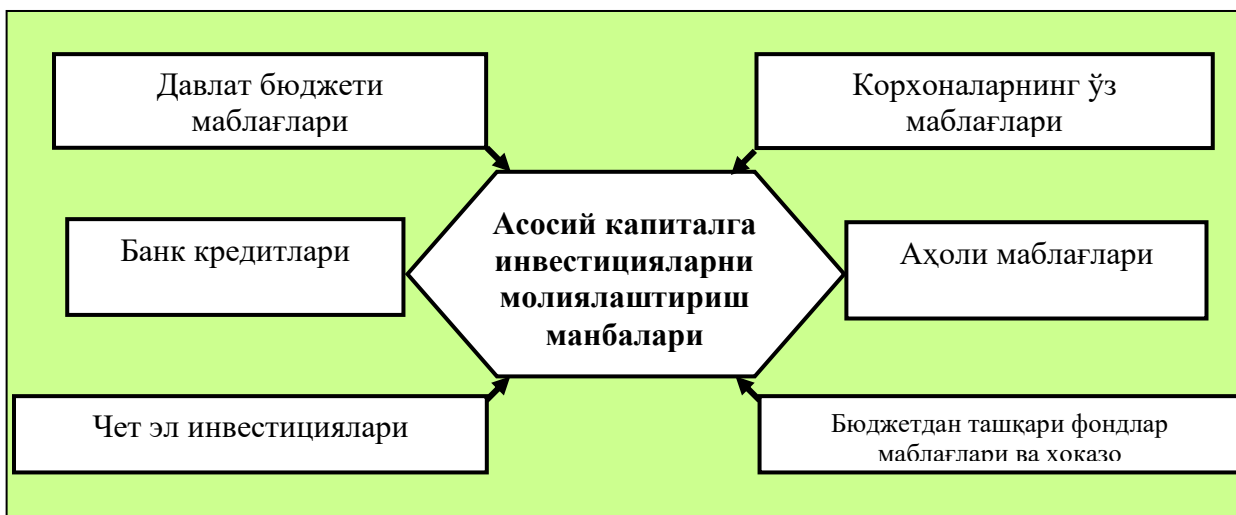 Давлат бюджети
маблағлари
Корхоналарнинг ўз
маблағлари
Банк кредитлари
Асосий капиталга
инвестицияларни
молиялаштириш
манбалари
Аҳоли маблағлари
Чет эл инвестициялари
Бюджетдан ташқари фондлар
маблағлари ва хоказо